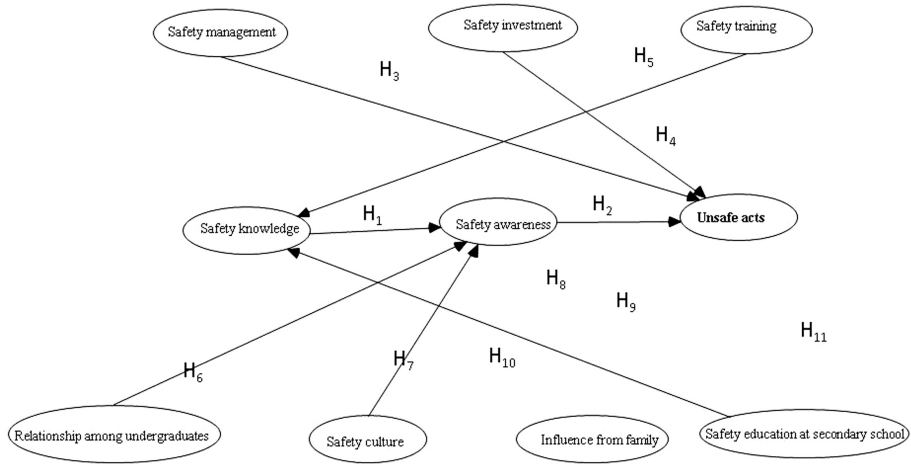 Safety management
Safety investment
Safety training
H3
H5
H4
Safety knowledge
H1
Safety awareness
H2
Unsafe acts
H8
H9
H11
H6
H7
H10
Relationship among undergraduates
Safety culture
Influence from family
Safety education at secondary school